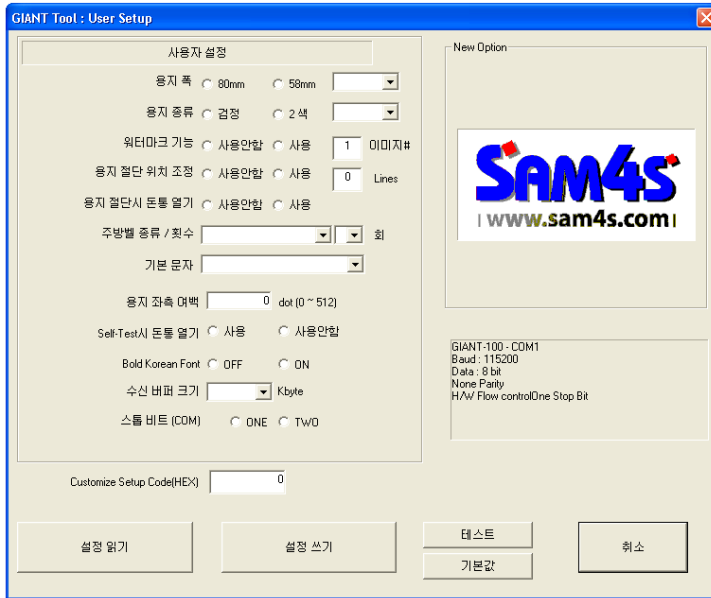 GIANT Tool : User Setup
사용자 설정
용지 폭 80mm 58mm
용지 종류 검정 2 색
워터마크 기능 사용안함 사용 1 이미지#
용지 절단 위치 조정 사용안함 사용 0 Lines
용지 절단시 돈통 열기 사용안함 사용
주방벨 종류 / 횟수 회
기본 문자
용지 좌측 여백 0 dot (0 ~ 512)
Self-Test시 돈통 열기 사용 사용안함
Bold Korean Font OFF ON
수신 버퍼 크기 Kbyte
스톱 비트 (COM) ONE TWO
Customize Setup Code(HEX) 0
설정 읽기
설정 쓰기
테스트
기본값
취소
New Option
SAM4S
www.sam4s.com
GIANT-100 - COM1
Baud : 115200
Data : 8 bit
None Parity
H/W Flow controlOne Stop Bit